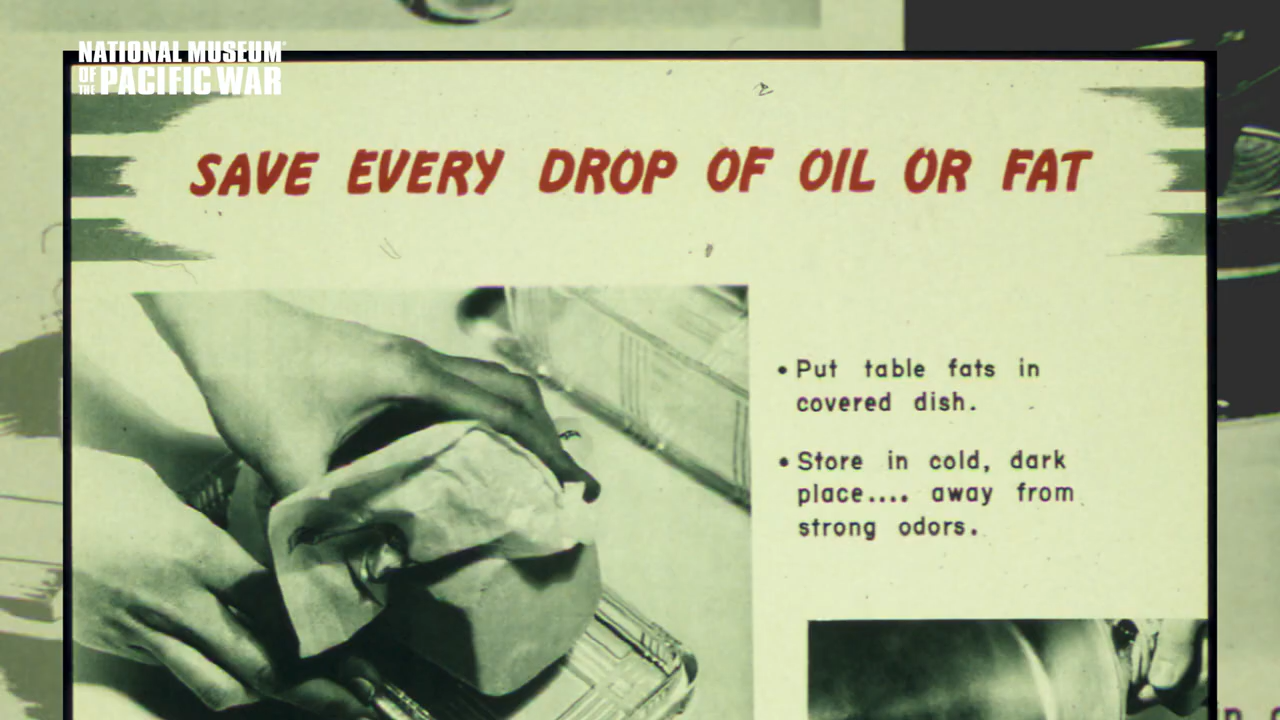 NATIONAL MUSEUM
OF THE PACIFIC WAR
SAVE EVERY DROP OF OIL OR FAT
• Put table fats in
covered dish.
• Store in cold, dark
place.... away from
strong odors.